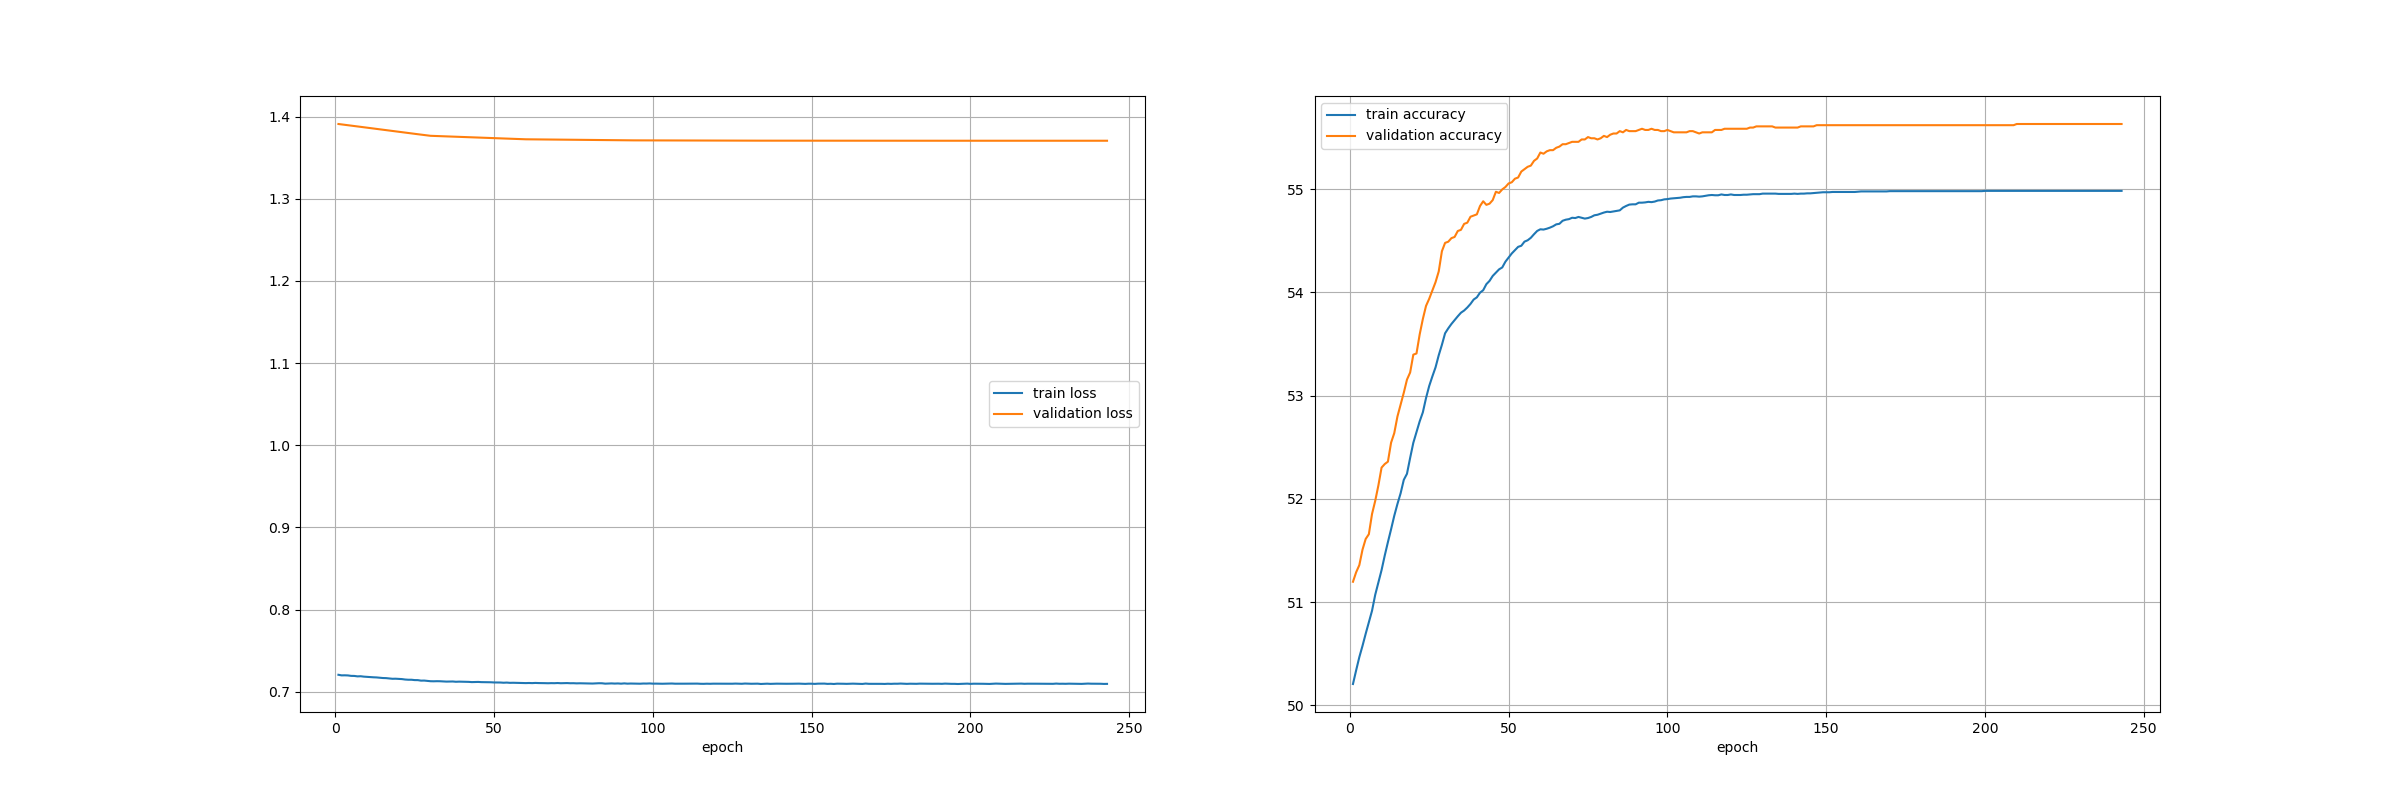 1.4
1.3
1.2
1.1
1.0
0.9
0.8
0.7
0 50 100 150 200 250
epoch
train loss
validation loss
train accuracy
validation accuracy
55
54
53
52
51
50
0 50 100 150 200 250
epoch